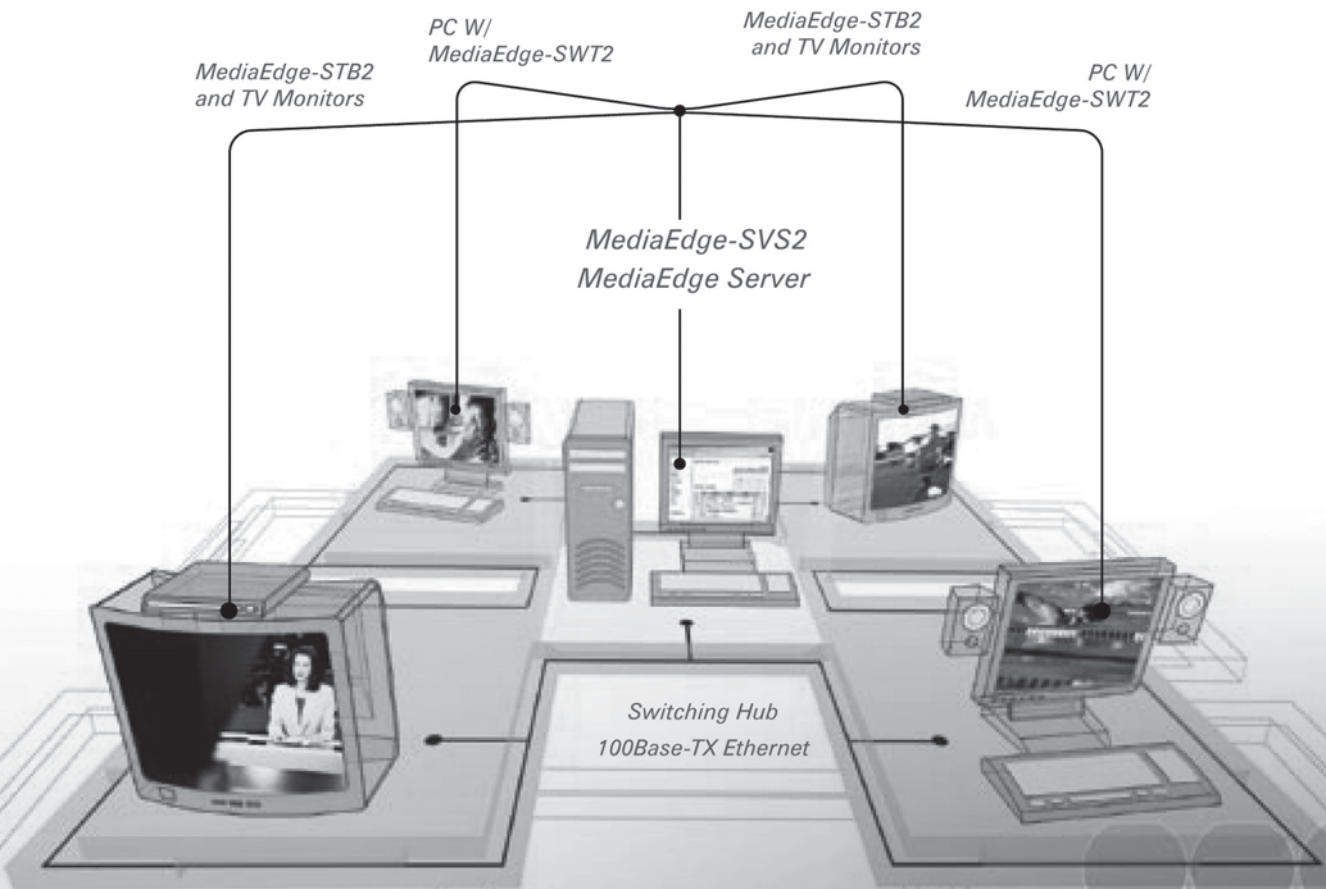 MediaEdge-STB2
and TV Monitors
PC W/
MediaEdge-SWT2
MediaEdge-STB2
and TV Monitors
PC W/
MediaEdge-SWT2
MediaEdge-SVS2
MediaEdge Server
Switching Hub
100Base-TX Ethernet